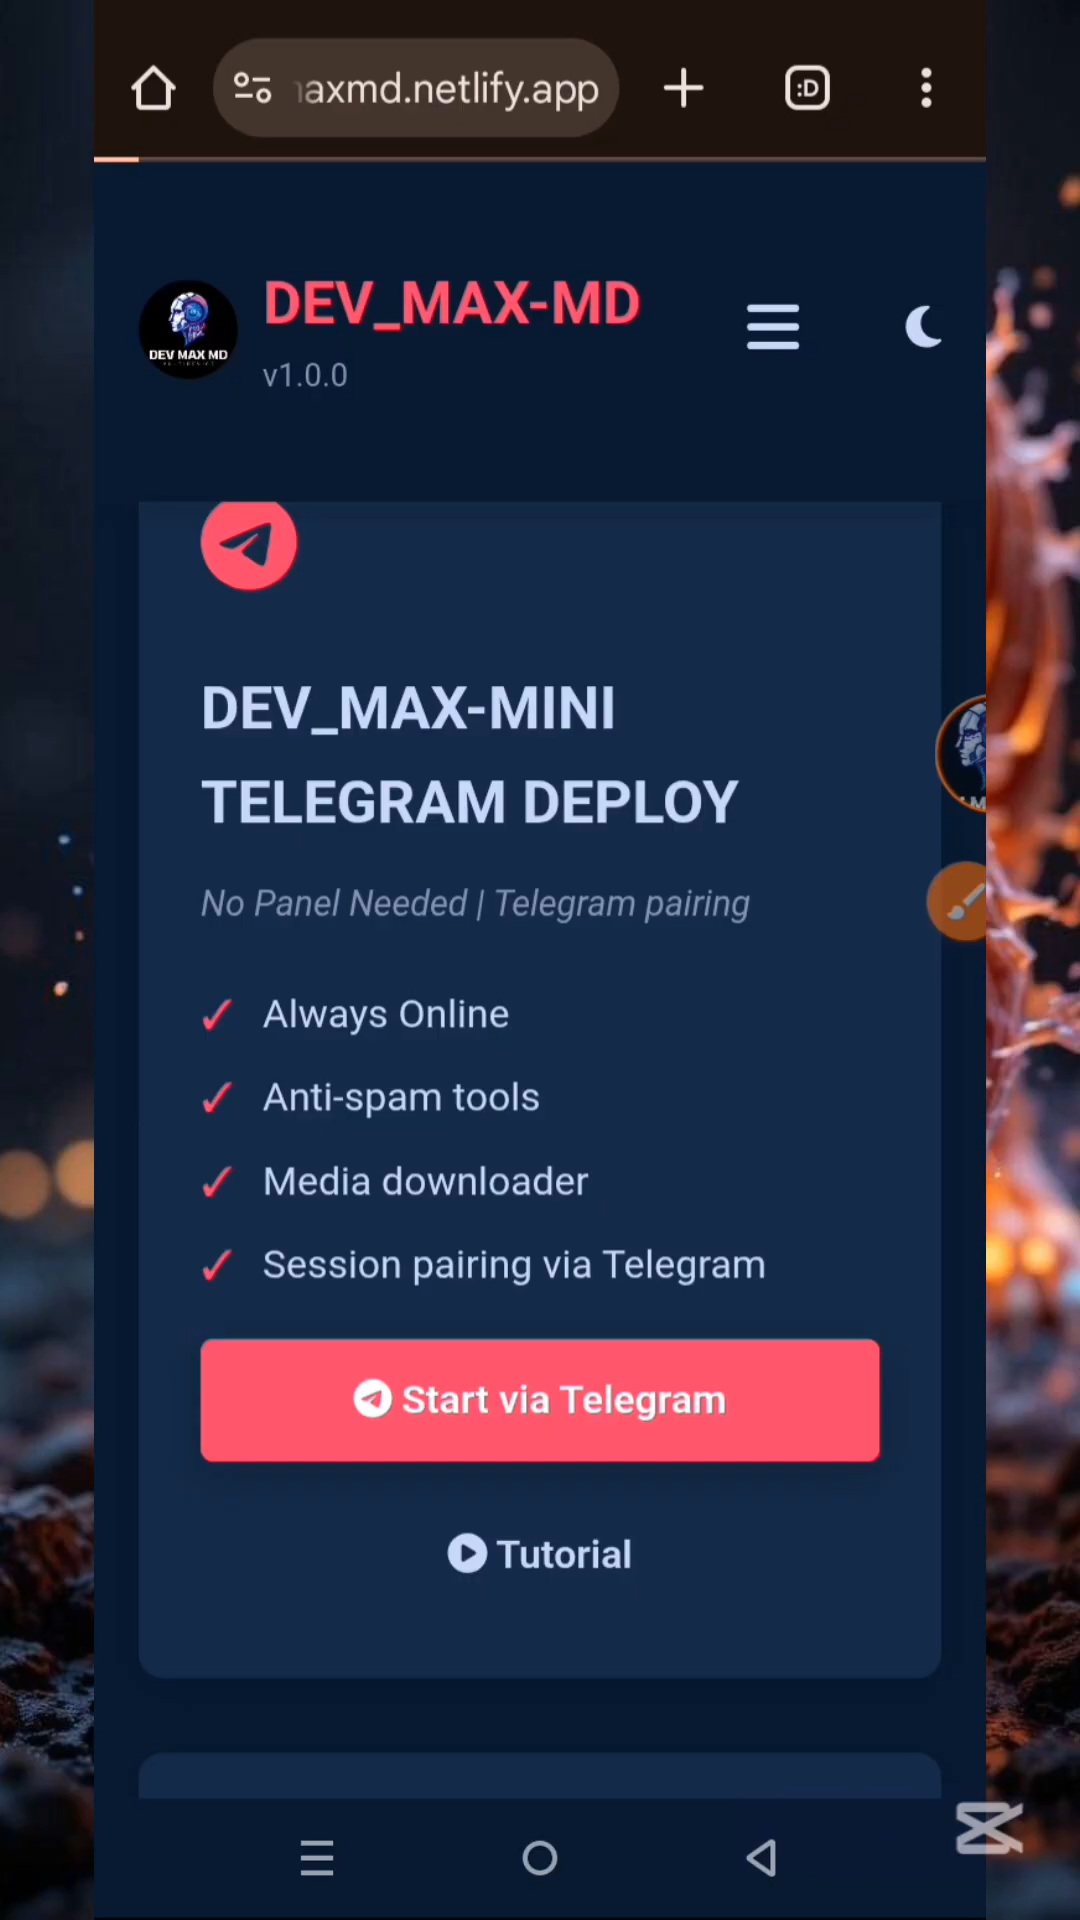 axmd.netlify.app
:D
DEV_MAX-MD
DEV MAX MD
v1.0.0
DEV_MAX-MINI
TELEGRAM DEPLOY
No Panel Needed | Telegram pairing
✓ Always Online
✓ Anti-spam tools
✓ Media downloader
✓ Session pairing via Telegram
Start via Telegram
Tutorial